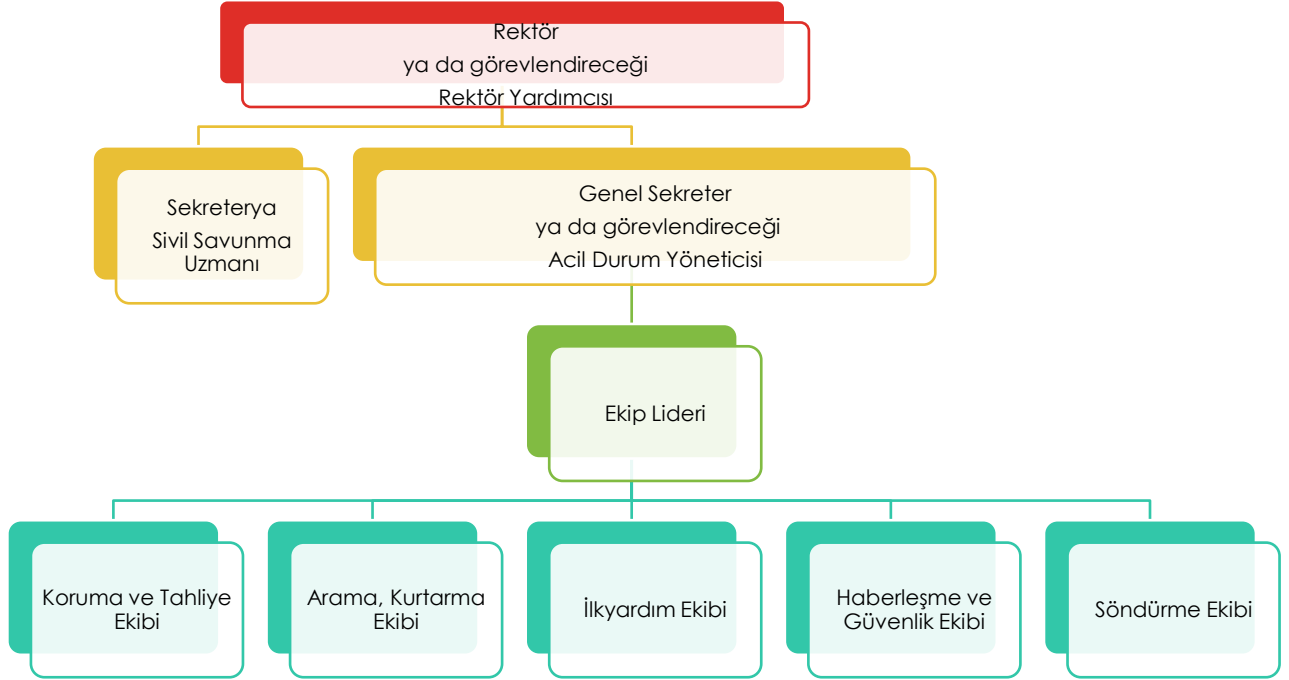 Rektör
ya da görevlendireceği
Rektör Yardımcısı
Sekreterya
Sivil Savunma
Uzmanı
Genel Sekreter
ya da görevlendireceği
Acil Durum Yöneticisi
Ekip Lideri
Koruma ve Tahliye
Ekibi
Arama, Kurtarma
Ekibi
İlkyardım Ekibi
Haberleşme ve
Güvenlik Ekibi
Söndürme Ekibi